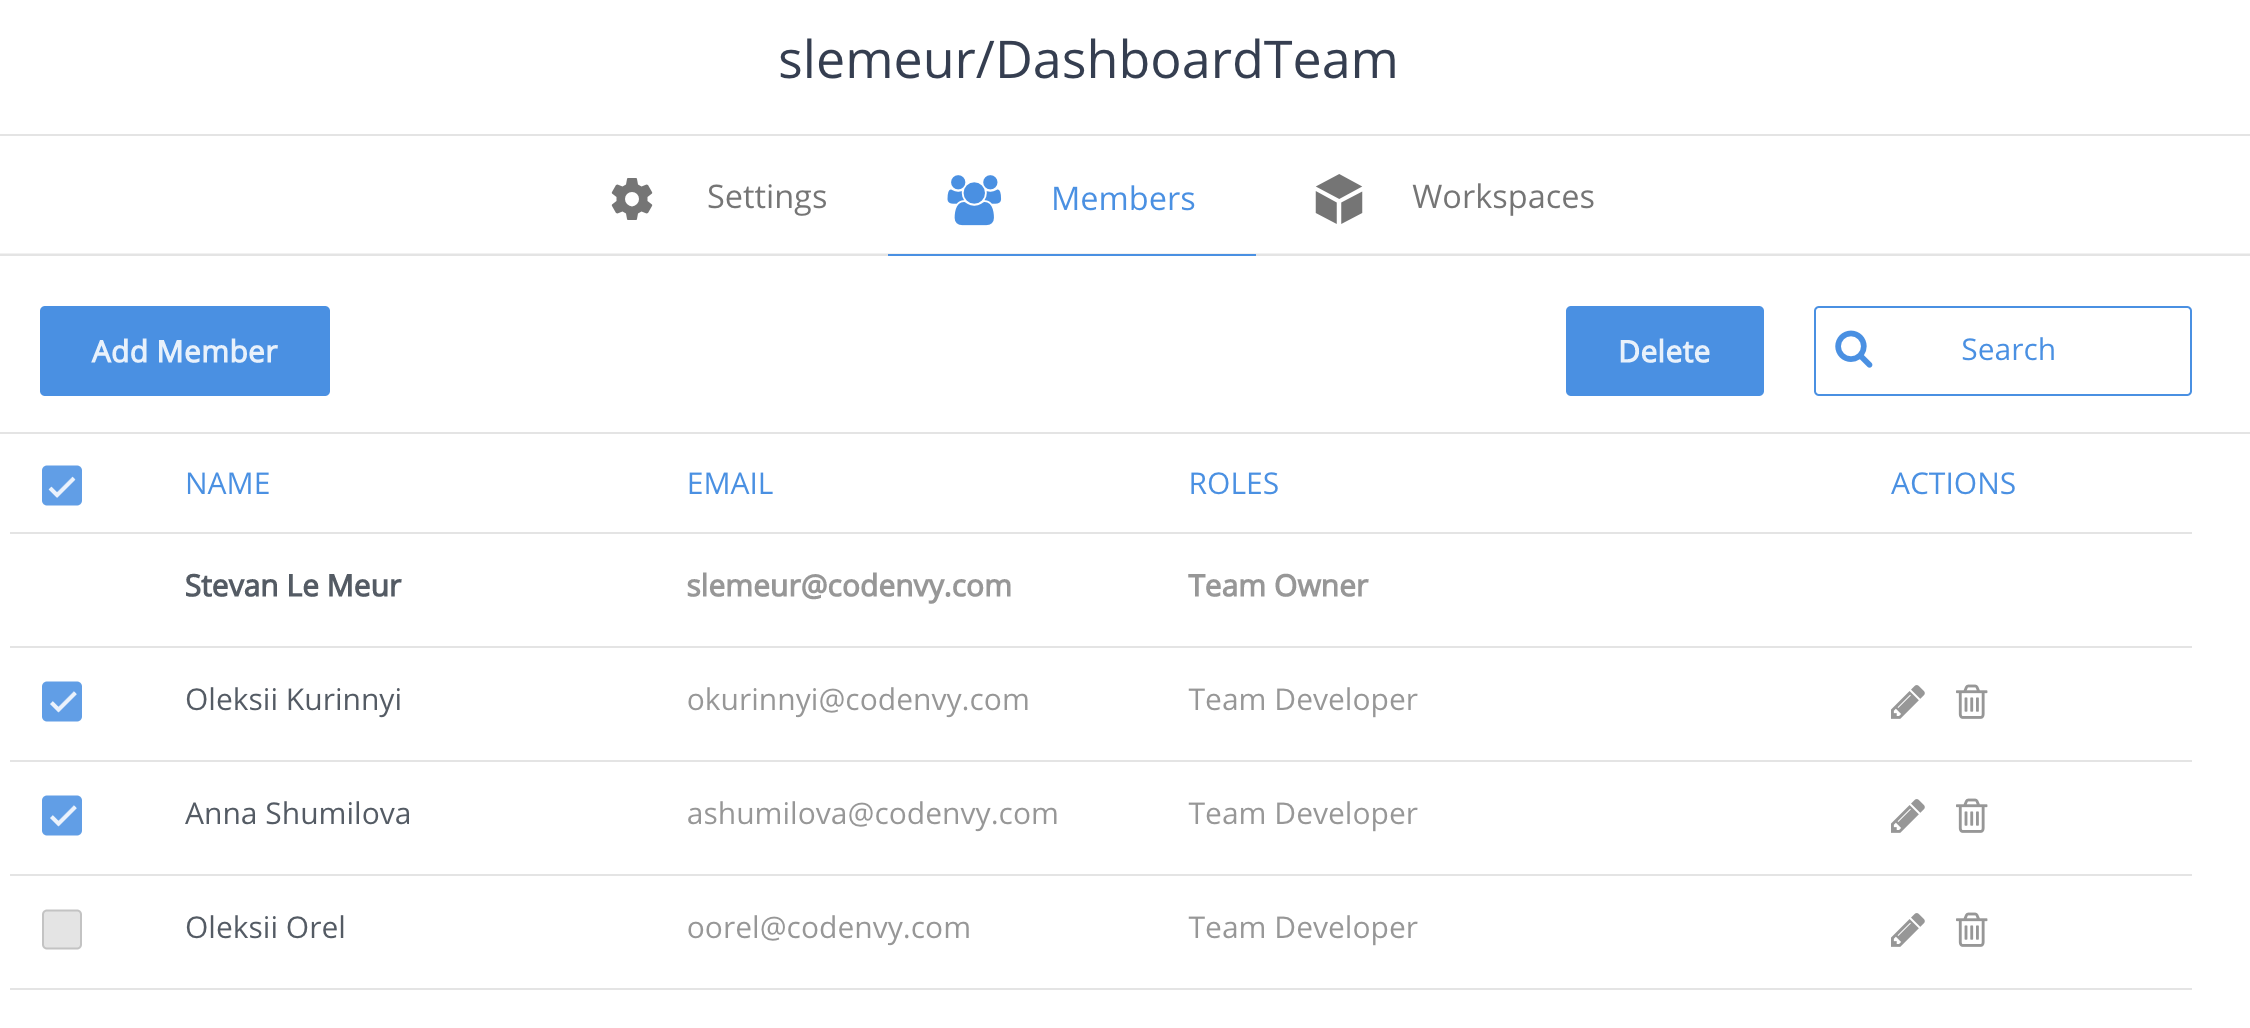 slemeur/DashboardTeam
Settings Members Workspaces
Add Member Delete Search
NAME EMAIL ROLES ACTIONS
Stevan Le Meur slemeur@codenvy.com Team Owner
Oleksii Kurinnyi okurinnyi@codenvy.com Team Developer
Anna Shumilova ashumilova@codenvy.com Team Developer
Oleksii Orel oorel@codenvy.com Team Developer